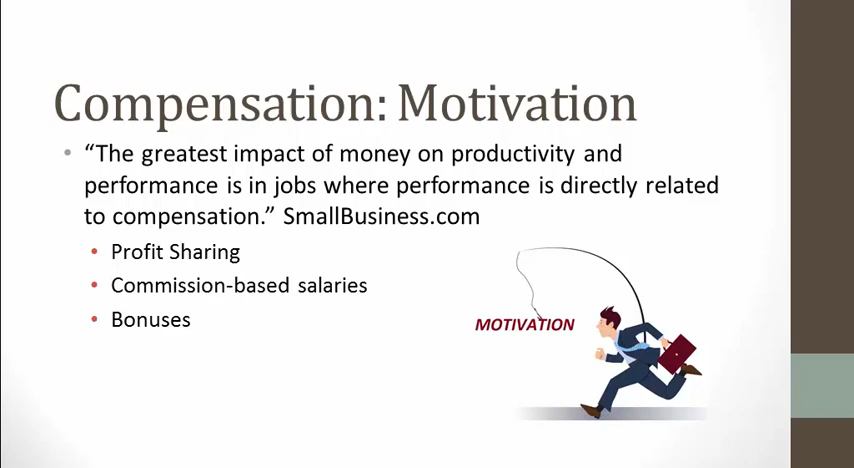 Compensation: Motivation
• “The greatest impact of money on productivity and
performance is in jobs where performance is directly related
to compensation.” SmallBusiness.com
• Profit Sharing
• Commission-based salaries
• Bonuses
MOTIVATION